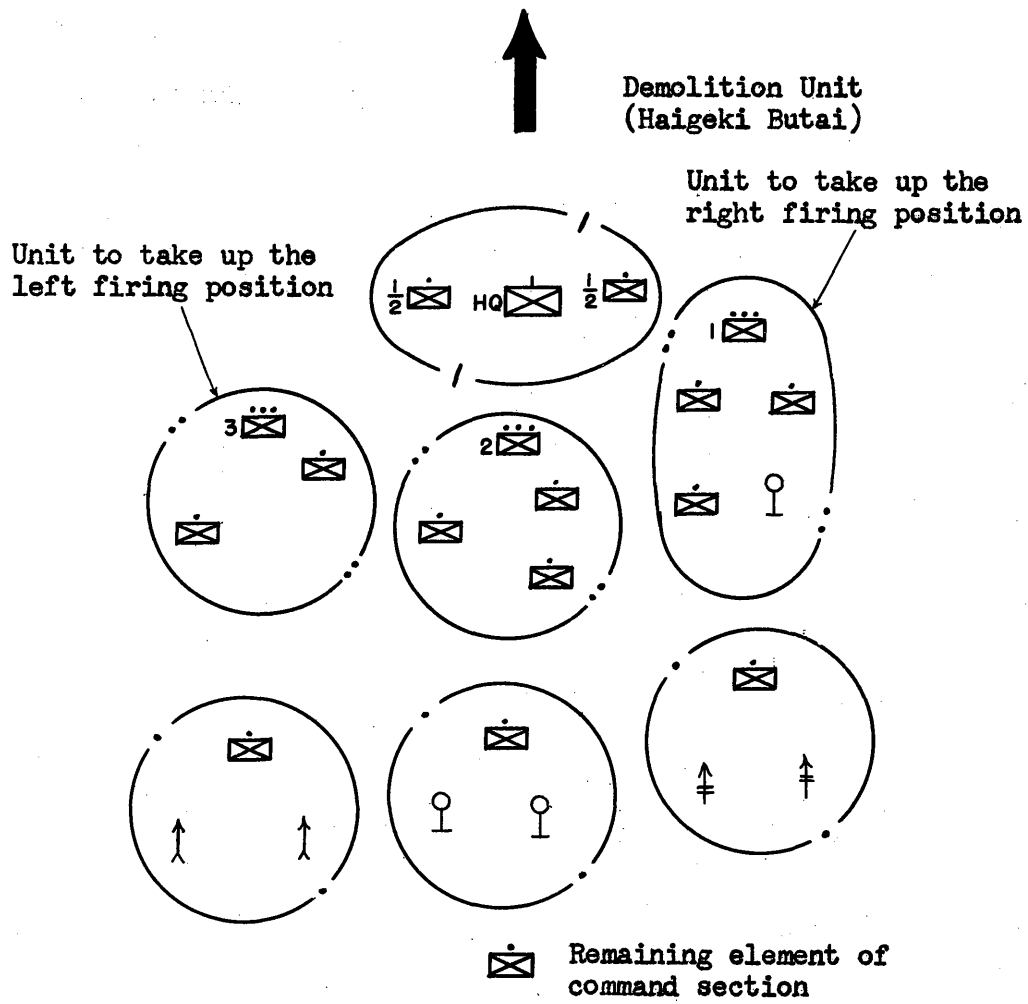 Demolition Unit
(Haigeki Butai)
Unit to take up the
right firing position
Unit to take up the
left firing position
1/2
HQ
1/2
1
3
2
Remaining element of
command section